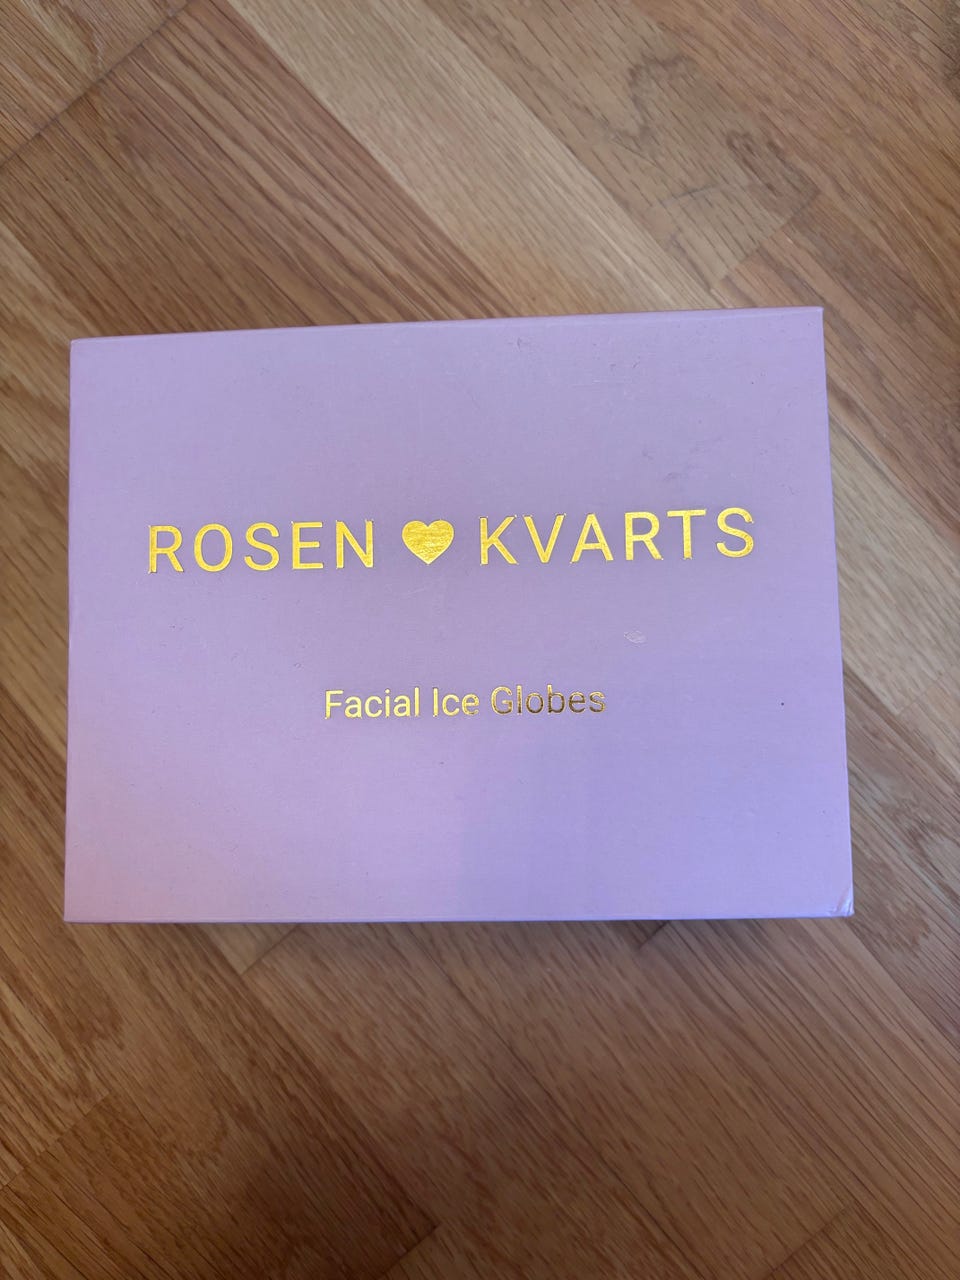 ROSEN ♥ KVARTS
Facial Ice Globes